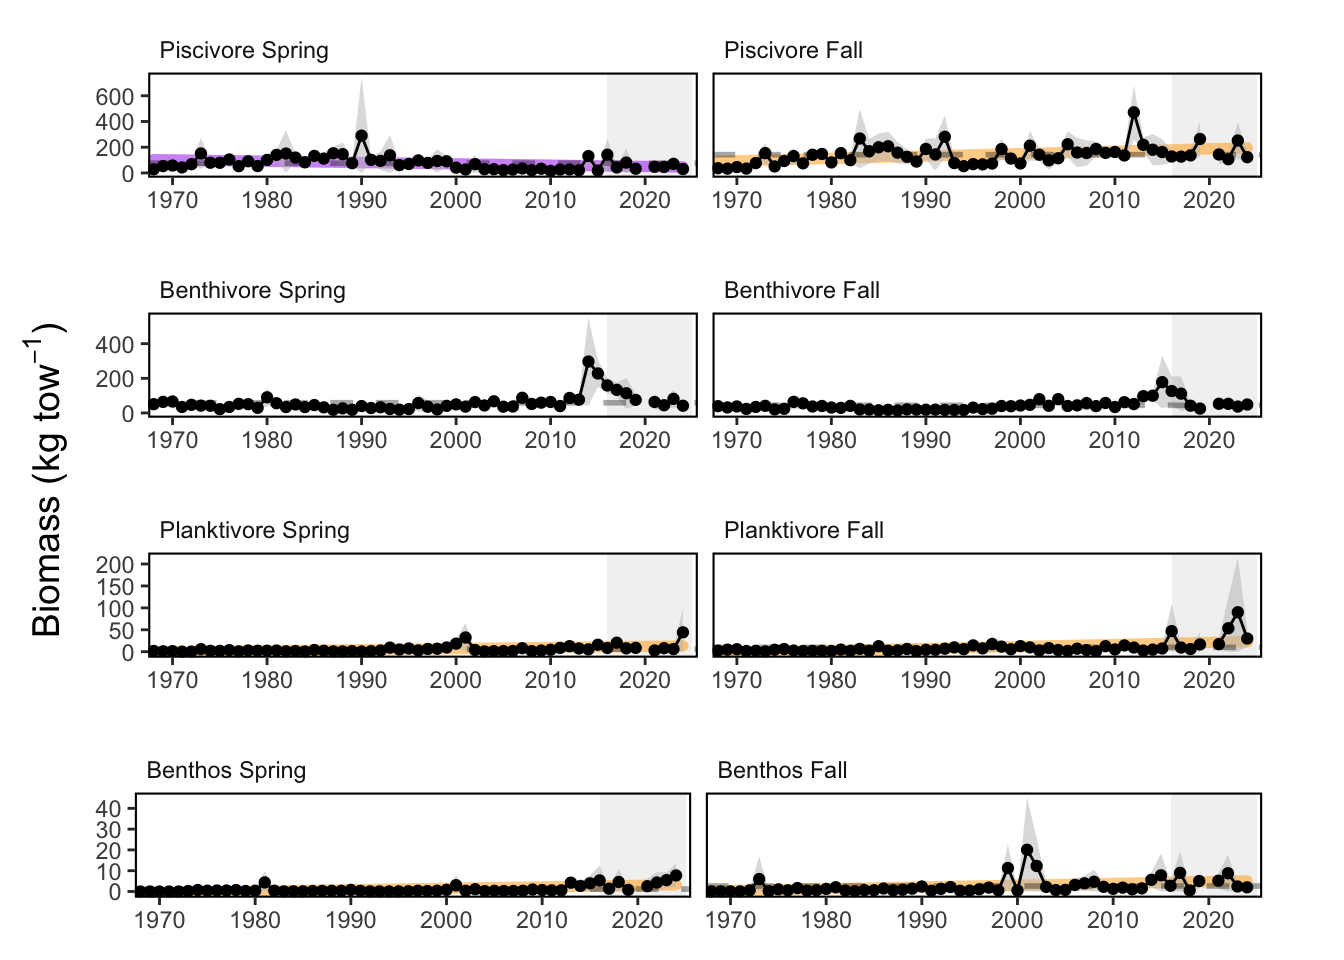 Piscivore Spring
Piscivore Fall
600
400
200
0
1970 1980 1990 2000 2010 2020
1970 1980 1990 2000 2010 2020
Benthivore Spring
Benthivore Fall
400
200
0
1970 1980 1990 2000 2010 2020
1970 1980 1990 2000 2010 2020
Biomass (kg tow⁻¹)
Planktivore Spring
Planktivore Fall
200
150
100
50
0
1970 1980 1990 2000 2010 2020
1970 1980 1990 2000 2010 2020
Benthos Spring
Benthos Fall
40
30
20
10
0
1970 1980 1990 2000 2010 2020
1970 1980 1990 2000 2010 2020